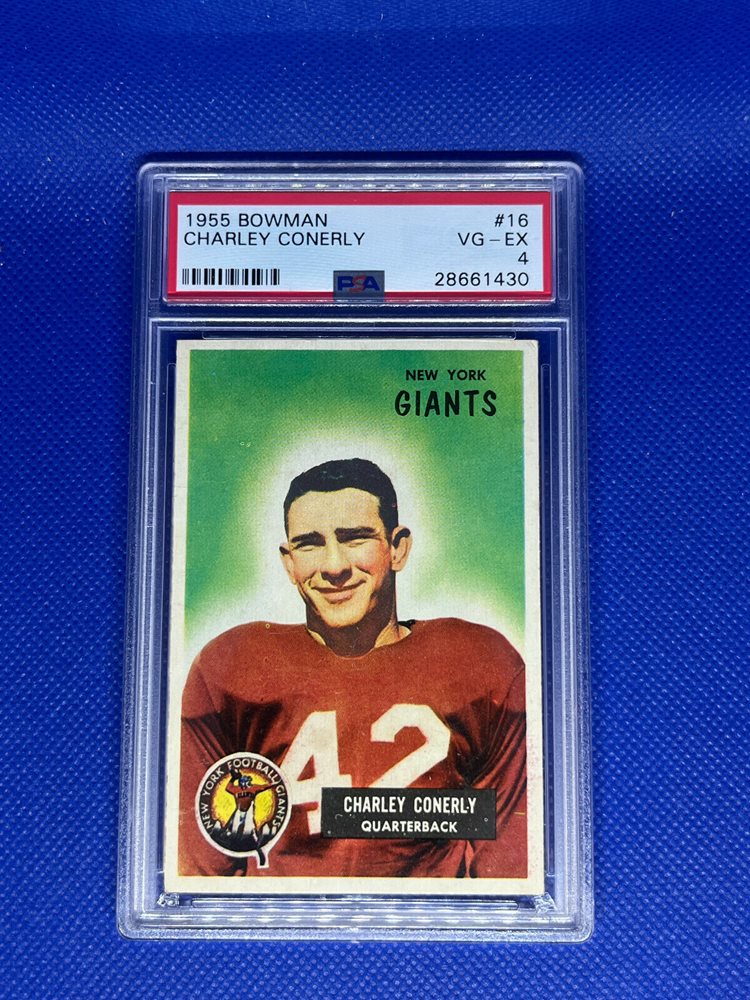 1955 BOWMAN #16
CHARLEY CONERLY VG-EX
4
PSA 28661430
NEW YORK
GIANTS
42
NEW YORK FOOTBALL GIANTS
CHARLEY CONERLY
QUARTERBACK